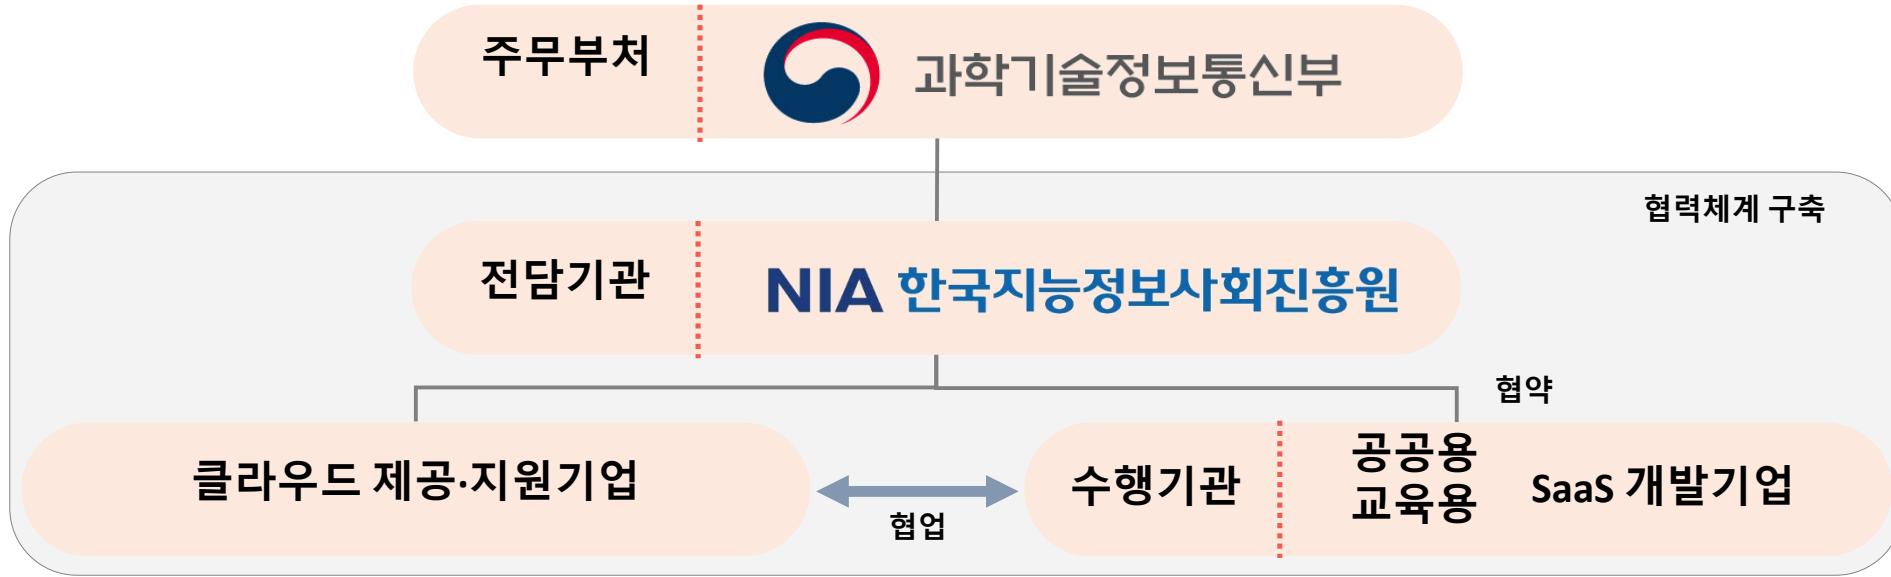 주무부처 과학기술정보통신부
협력체계 구축
전담기관 NIA 한국지능정보사회진흥원
협약
클라우드 제공·지원기업
협업
수행기관
공공용
교육용
SaaS 개발기업